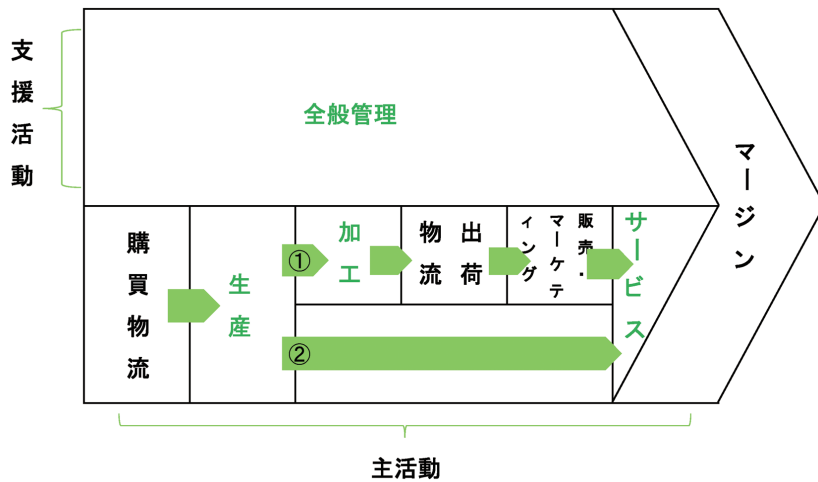 支援活動
全般管理
マージン
購買物流
生産
①
加工
出荷
物流
販売・
マーケテ
ィング
サービス
②
主活動